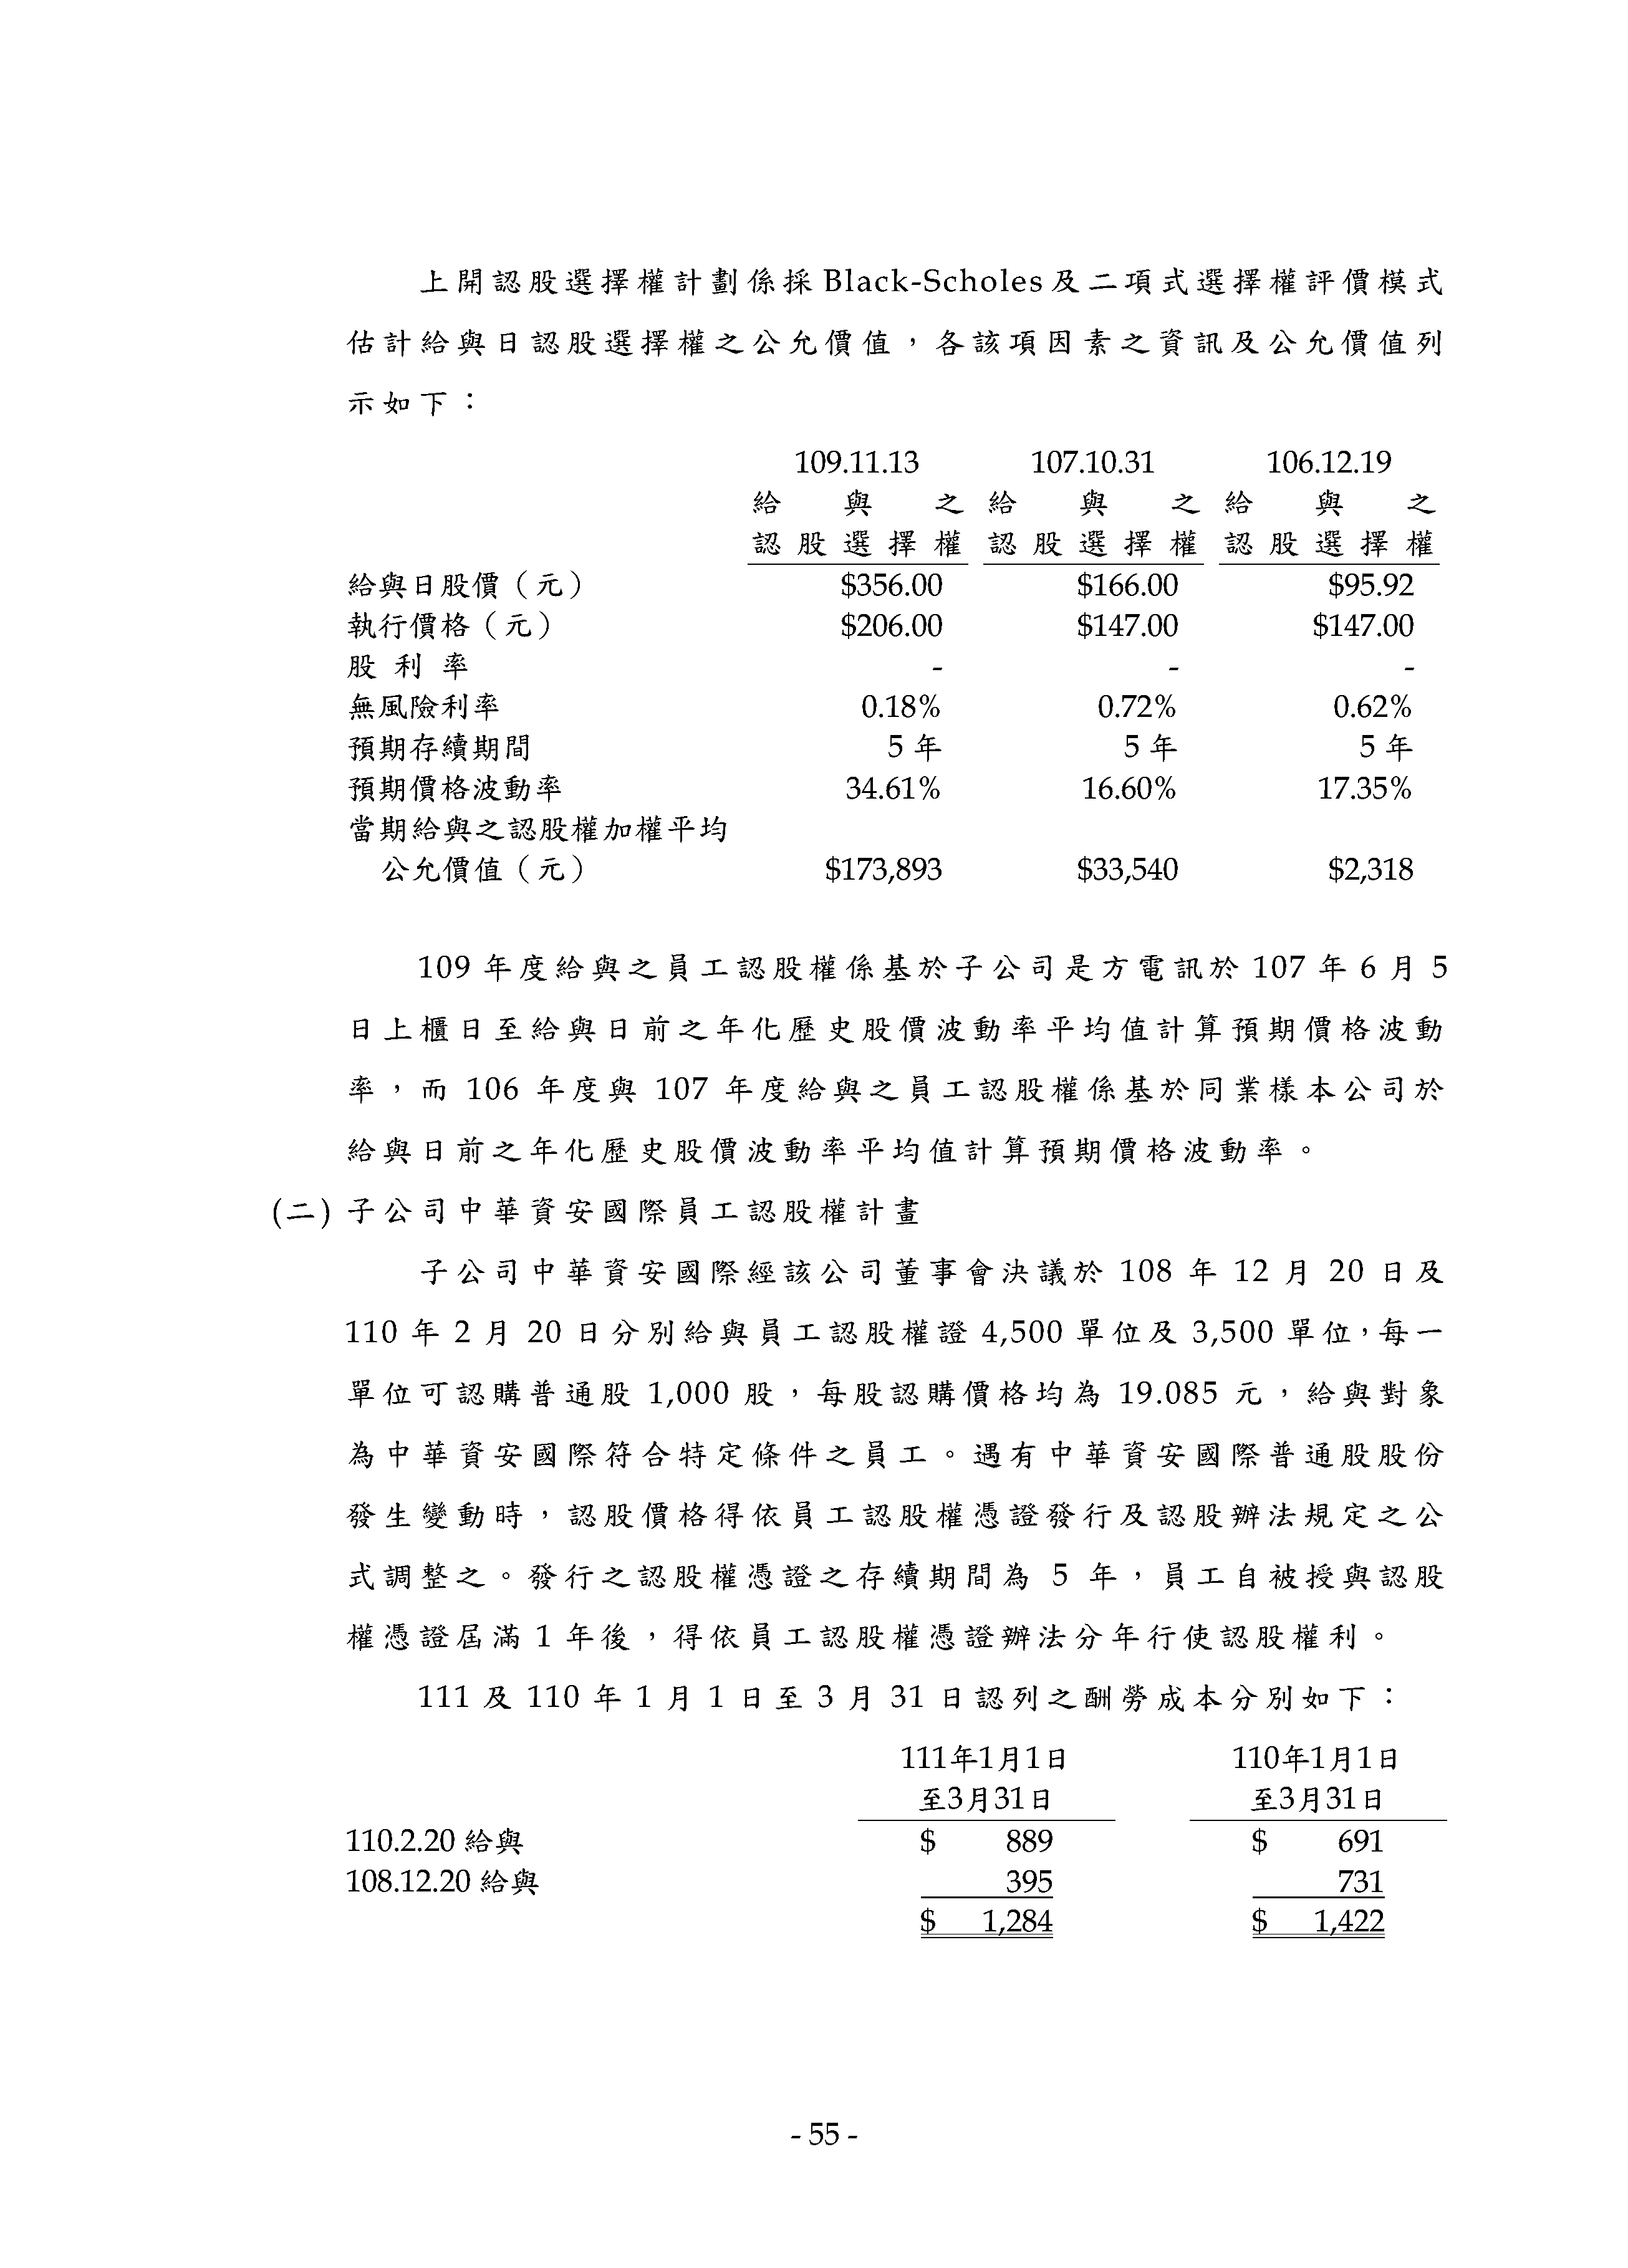 上開認股選擇權計劃係採 Black-Scholes 及二項式選擇權評價模式
估計給與日認股選擇權之公允價值，各該項因素之資訊及公允價值列
示如下：
109.11.13 107.10.31 106.12.19
給與之 給與之 給與之
認股選擇權 認股選擇權 認股選擇權
給與日股價（元） $356.00 $166.00 $95.92
執行價格（元） $206.00 $147.00 $147.00
股利率 - - -
無風險利率 0.18% 0.72% 0.62%
預期存續期間 5 年 5 年 5 年
預期價格波動率 34.61% 16.60% 17.35%
當期給與之認股權加權平均
公允價值（元） $173,893 $33,540 $2,318
109 年度給與之員工認股權係基於子公司是方電訊於 107 年 6 月 5
日上櫃日至給與日前之年化歷史股價波動率平均值計算預期價格波動
率，而 106 年度與 107 年度給與之員工認股權係基於同業樣本公司於
給與日前之年化歷史股價波動率平均值計算預期價格波動率。
(二) 子公司中華資安國際員工認股權計畫
子公司中華資安國際經該公司董事會決議於 108 年 12 月 20 日及
110 年 2 月 20 日分別給與員工認股權證 4,500 單位及 3,500 單位，每一
單位可認購普通股 1,000 股，每股認購價格均為 19.085 元，給與對象
為中華資安國際符合特定條件之員工。遇有中華資安國際普通股股份
發生變動時，認股價格得依員工認股權憑證發行及認股辦法規定之公
式調整之。發行之認股權憑證之存續期間為 5 年，員工自被授與認股
權憑證屆滿 1 年後，得依員工認股權憑證辦法分年行使認股權利。
111 及 110 年 1 月 1 日至 3 月 31 日認列之酬勞成本分別如下：
111年1月1日 110年1月1日
至3月31日 至3月31日
110.2.20 給與 $ 889 $ 691
108.12.20 給與 395 731
$ 1,284 $ 1,422
- 55 -